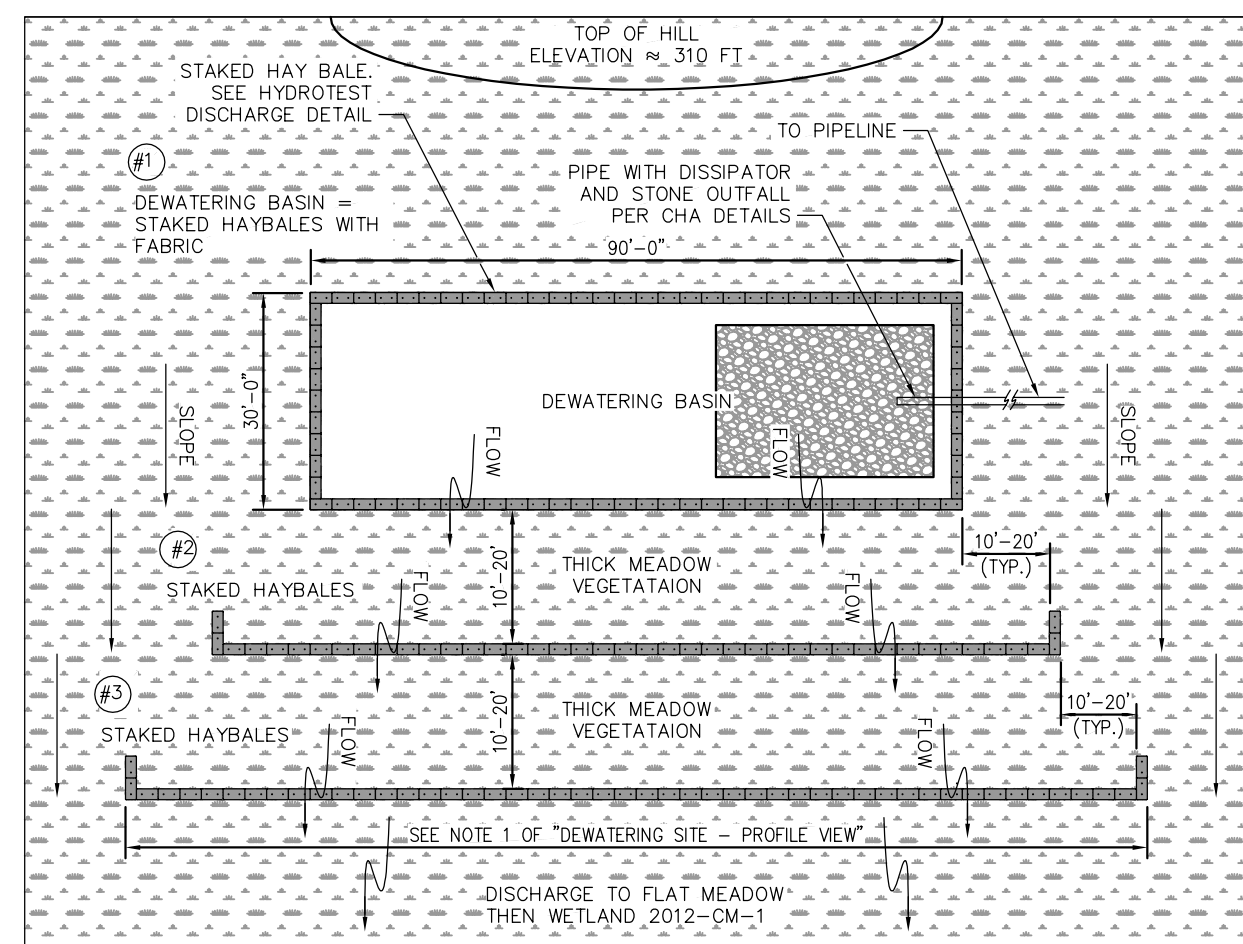 TOP OF HILL
ELEVATION ≈ 310 FT
STAKED HAY BALE.
SEE HYDROTEST
DISCHARGE DETAIL
TO PIPELINE
#1
PIPE WITH DISSIPATOR
AND STONE OUTFALL
PER CHA DETAILS
DEWATERING BASIN =
STAKED HAYBALES WITH
FABRIC
90'-0"
30'-0"
SLOPE
DEWATERING BASIN
SLOPE
FLOW
FLOW
#2
STAKED HAYBALES
FLOW
10'-20'
THICK MEADOW
VEGETATAION
FLOW
10'-20'
(TYP.)
#3
STAKED HAYBALES
FLOW
10'-20'
THICK MEADOW
VEGETATAION
FLOW
10'-20'
(TYP.)
SEE NOTE 1 OF "DEWATERING SITE - PROFILE VIEW"
DISCHARGE TO FLAT MEADOW
THEN WETLAND 2012-CM-1